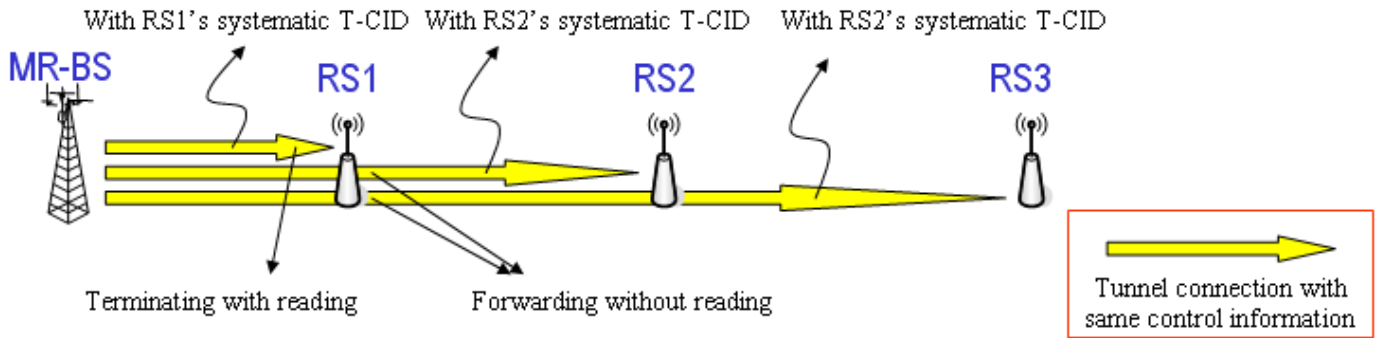 With RS1's systematic T-CID
With RS2's systematic T-CID
With RS2's systematic T-CID
MR-BS
RS1
RS2
RS3
Terminating with reading
Forwarding without reading
Tunnel connection with
same control information